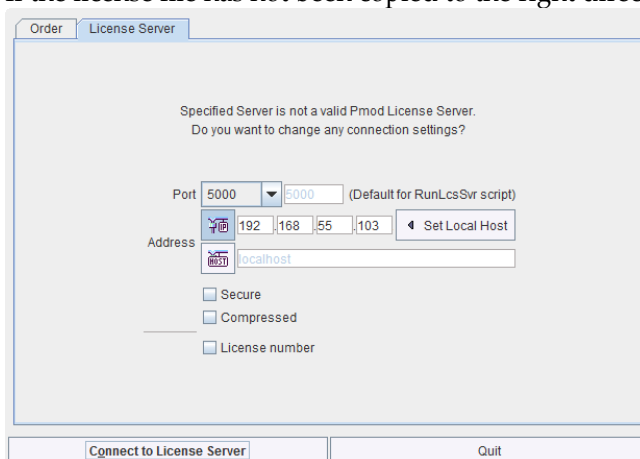 If the license file has not been copied to the right direc
Order License Server
Specified Server is not a valid Pmod License Server.
Do you want to change any connection settings?
Port 5000 5000 (Default for RunLcsSvr script)
IP 192 .168 .55 .103 Set Local Host
Address
HOST localhost
Secure
Compressed
License number
Connect to License Server Quit